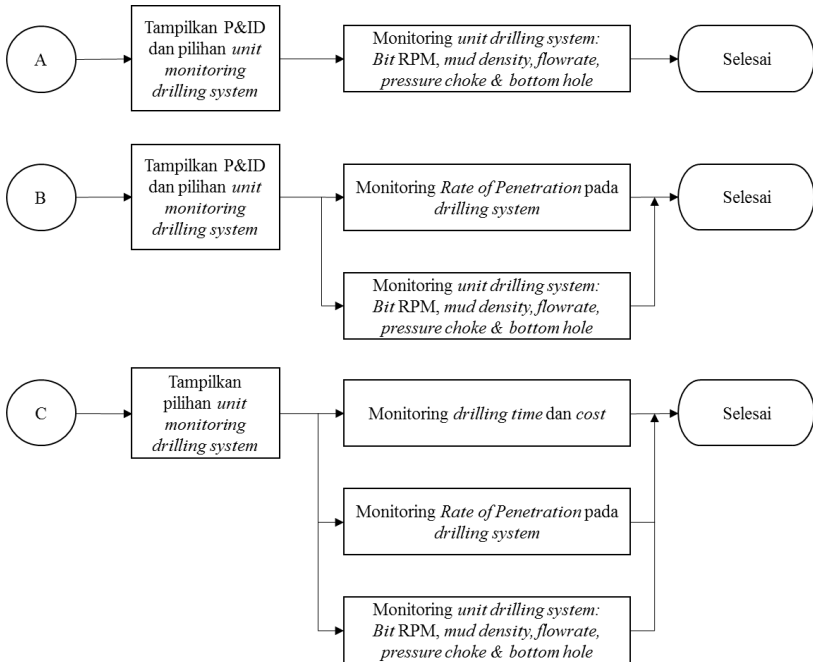 A
Tampilkan P&ID
dan pilihan unit
monitoring
drilling system
Monitoring unit drilling system:
Bit RPM, mud density, flowrate,
pressure choke & bottom hole
Selesai
B
Tampilkan P&ID
dan pilihan unit
monitoring
drilling system
Monitoring Rate of Penetration pada
drilling system
Selesai
Monitoring unit drilling system:
Bit RPM, mud density, flowrate,
pressure choke & bottom hole
C
Tampilkan
pilihan unit
monitoring
drilling system
Monitoring drilling time dan cost
Selesai
Monitoring Rate of Penetration pada
drilling system
Monitoring unit drilling system:
Bit RPM, mud density, flowrate,
pressure choke & bottom hole